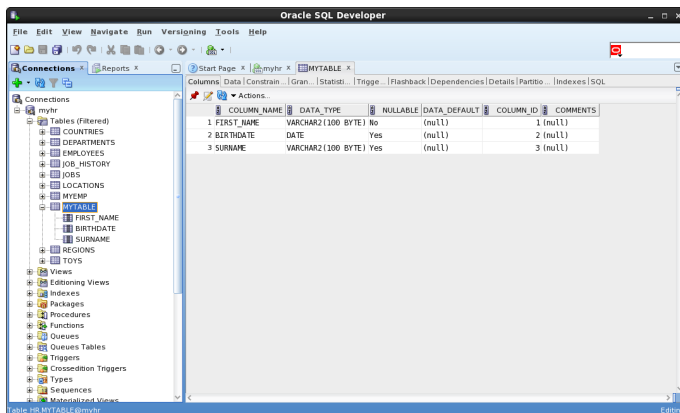 Oracle SQL Developer
File Edit View Navigate Run Versioning Tools Help
Connections x Reports x
Start Page x myhr x MYTABLE x
Columns Data Constrain... Gran... Statisti... Trigge... Flashback Dependencies Details Partitio... Indexes SQL
Actions...
COLUMN_NAME DATA_TYPE NULLABLE DATA_DEFAULT COLUMN_ID COMMENTS
1 FIRST_NAME VARCHAR2(100 BYTE) No (null) 1 (null)
2 BIRTHDATE DATE Yes (null) 2 (null)
3 SURNAME VARCHAR2(100 BYTE) Yes (null) 3 (null)
Connections
myhr
Tables (Filtered)
COUNTRIES
DEPARTMENTS
EMPLOYEES
JOB_HISTORY
JOBS
LOCATIONS
MYEMP
MYTABLE
FIRST_NAME
BIRTHDATE
SURNAME
REGIONS
TOYS
Views
Editioning Views
Indexes
Packages
Procedures
Functions
Queues
Queues Tables
Triggers
Crossedition Triggers
Types
Sequences
Materialized Views
Table HR.MYTABLE@myhr Editin